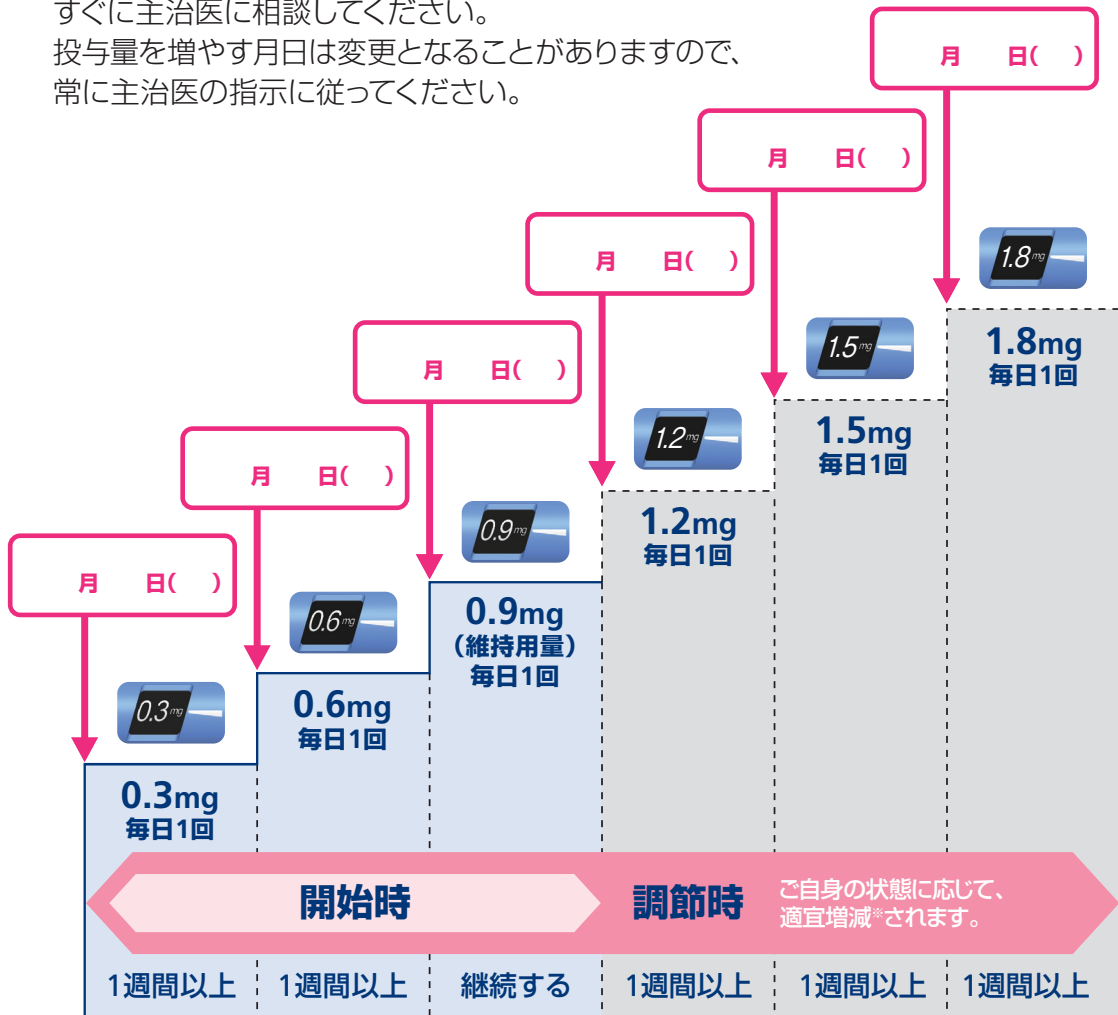 すぐに主治医に相談してください。
投与量を増やす月日は変更となることがありますので、
常に主治医の指示に従ってください。
月 日( )
月 日( )
月 日( )
月 日( )
月 日( )
月 日( )
0.3mg
0.3mg
毎日1回
0.6mg
0.6mg
毎日1回
0.9mg
0.9mg
(維持用量)
毎日1回
1.2mg
1.2mg
毎日1回
1.5mg
1.5mg
毎日1回
1.8mg
1.8mg
毎日1回
開始時
調節時
ご自身の状態に応じて、
適宜増減※されます。
1週間以上
1週間以上
継続する
1週間以上
1週間以上
1週間以上